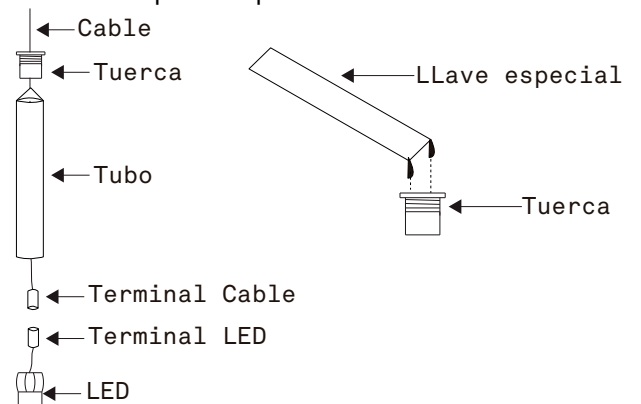 Cable
Tuerca
LLave especial
Tubo
Tuerca
Terminal Cable
Terminal LED
LED